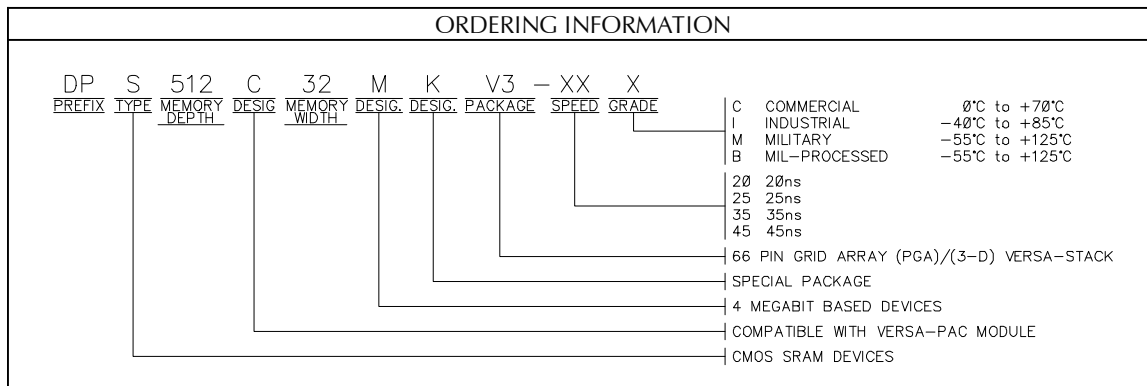 ORDERING INFORMATION
DP S 512 C 32 M K V3 - XX X
PREFIX TYPE MEMORY DEPTH DESIG MEMORY WIDTH DESIG. DESIG. PACKAGE SPEED GRADE
C COMMERCIAL 0°C to +70°C
I INDUSTRIAL -40°C to +85°C
M MILITARY -55°C to +125°C
B MIL-PROCESSED -55°C to +125°C
20 20ns
25 25ns
35 35ns
45 45ns
66 PIN GRID ARRAY (PGA)/(3-D) VERSA-STACK
SPECIAL PACKAGE
4 MEGABIT BASED DEVICES
COMPATIBLE WITH VERSA-PAC MODULE
CMOS SRAM DEVICES